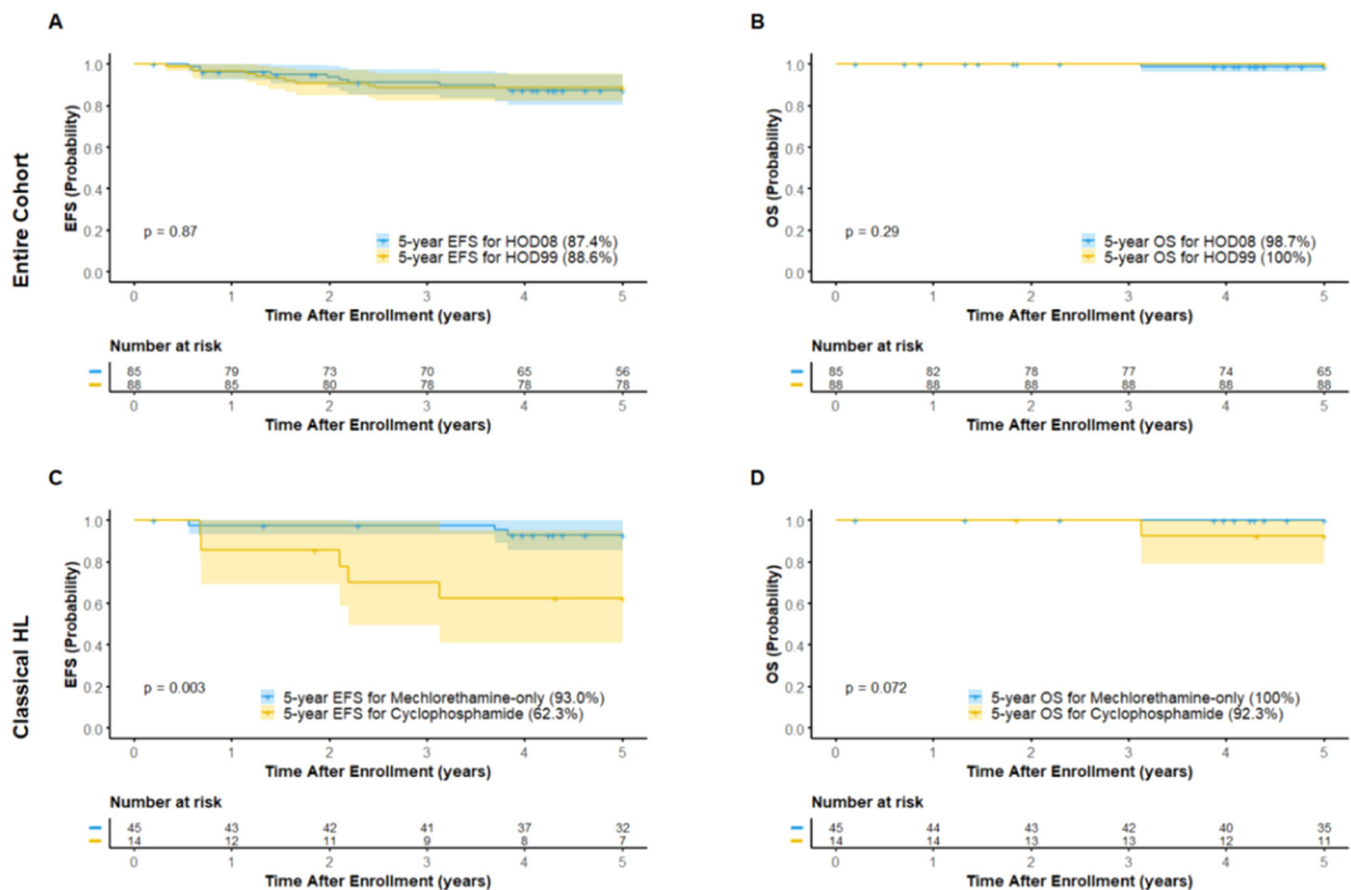 A
Entire Cohort
EFS (Probability)
1.0
0.8
0.6
0.4
0.2
0.0
p = 0.87
5-year EFS for HOD08 (87.4%)
5-year EFS for HOD99 (88.6%)
0 1 2 3 4 5
Time After Enrollment (years)
Number at risk
85 79 73 70 65 56
88 85 80 78 78 78
0 1 2 3 4 5
Time After Enrollment (years)
B
OS (Probability)
1.0
0.8
0.6
0.4
0.2
0.0
p = 0.29
5-year OS for HOD08 (98.7%)
5-year OS for HOD99 (100%)
0 1 2 3 4 5
Time After Enrollment (years)
Number at risk
85 82 78 77 74 65
88 88 88 88 88 88
0 1 2 3 4 5
Time After Enrollment (years)
C
Classical HL
EFS (Probability)
1.0
0.8
0.6
0.4
0.2
0.0
p = 0.003
5-year EFS for Mechlorethamine-only (93.0%)
5-year EFS for Cyclophosphamide (62.3%)
0 1 2 3 4 5
Time After Enrollment (years)
Number at risk
45 43 42 41 37 32
14 12 11 9 8 7
0 1 2 3 4 5
Time After Enrollment (years)
D
OS (Probability)
1.0
0.8
0.6
0.4
0.2
0.0
p = 0.072
5-year OS for Mechlorethamine-only (100%)
5-year OS for Cyclophosphamide (92.3%)
0 1 2 3 4 5
Time After Enrollment (years)
Number at risk
45 44 43 42 40 35
14 14 13 13 12 11
0 1 2 3 4 5
Time After Enrollment (years)